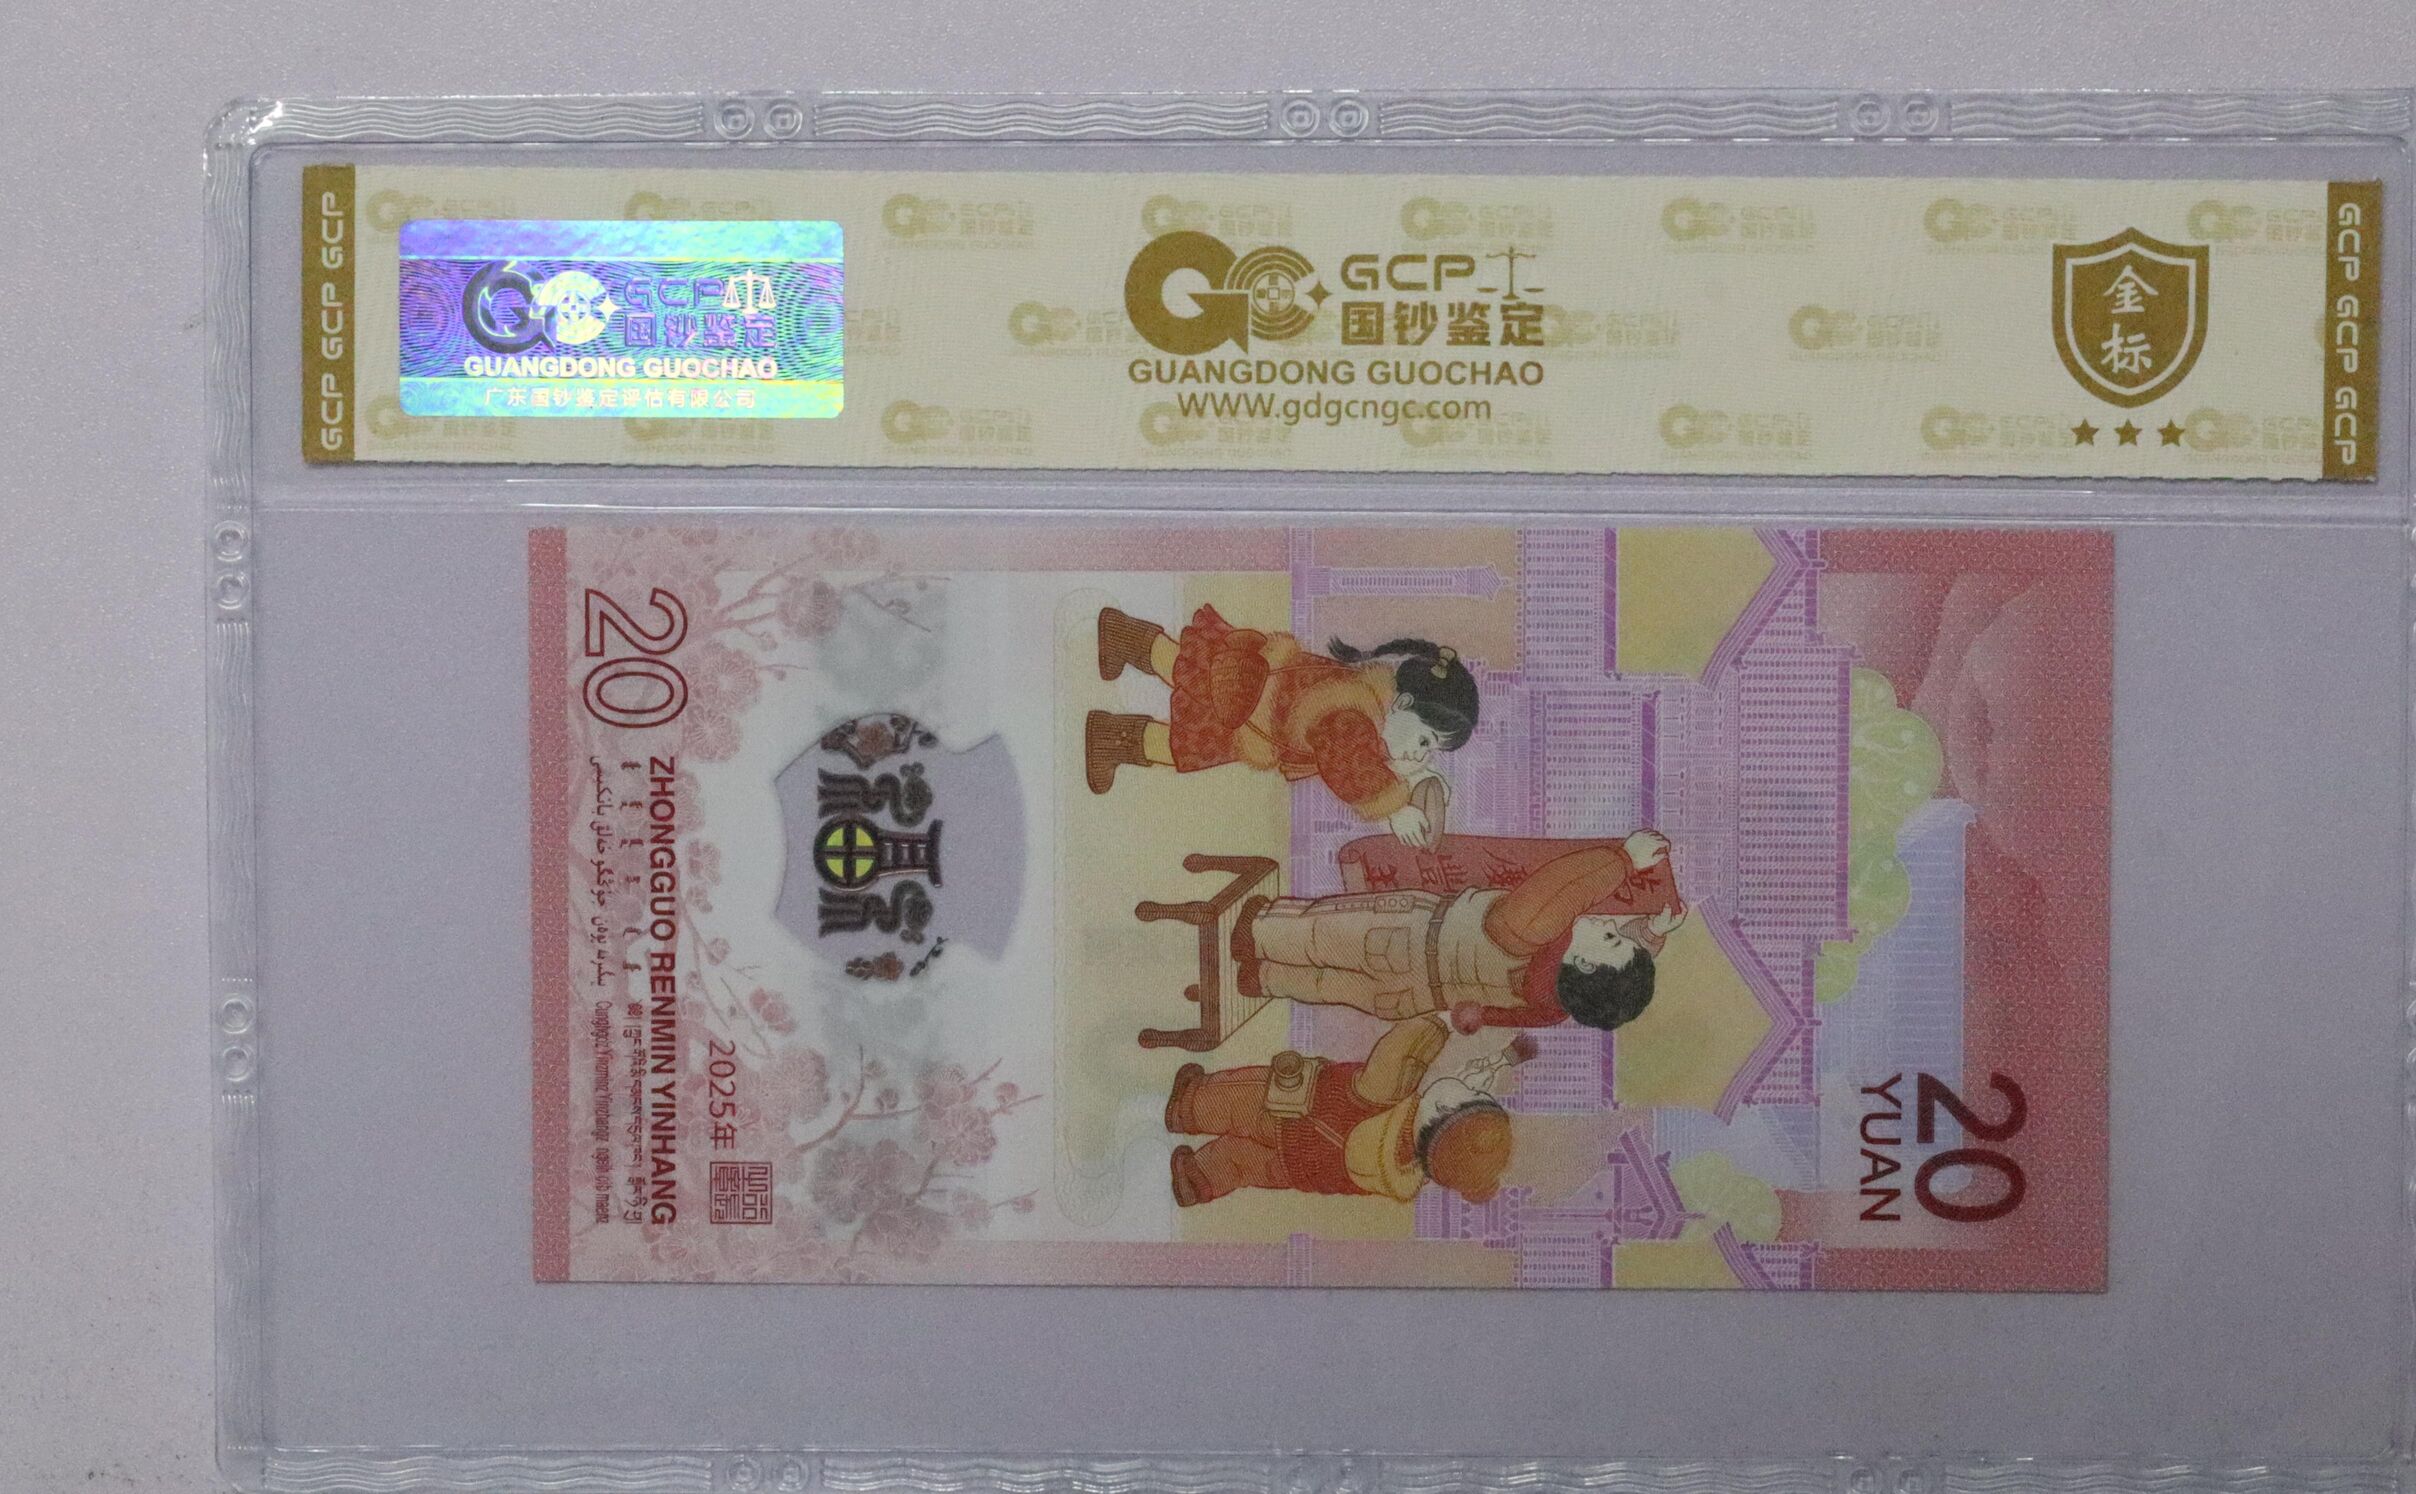 GCP GCP GCP
GCP
国钞鉴定
GUANGDONG GUOCHAO
广东国钞鉴定评估有限公司
GCP
国钞鉴定
GUANGDONG GUOCHAO
WWW.gdgcngc.com
金标
GCP GCP GCP
20
YUAN
2025年
ZHONGGUO RENMIN YINHANG
20